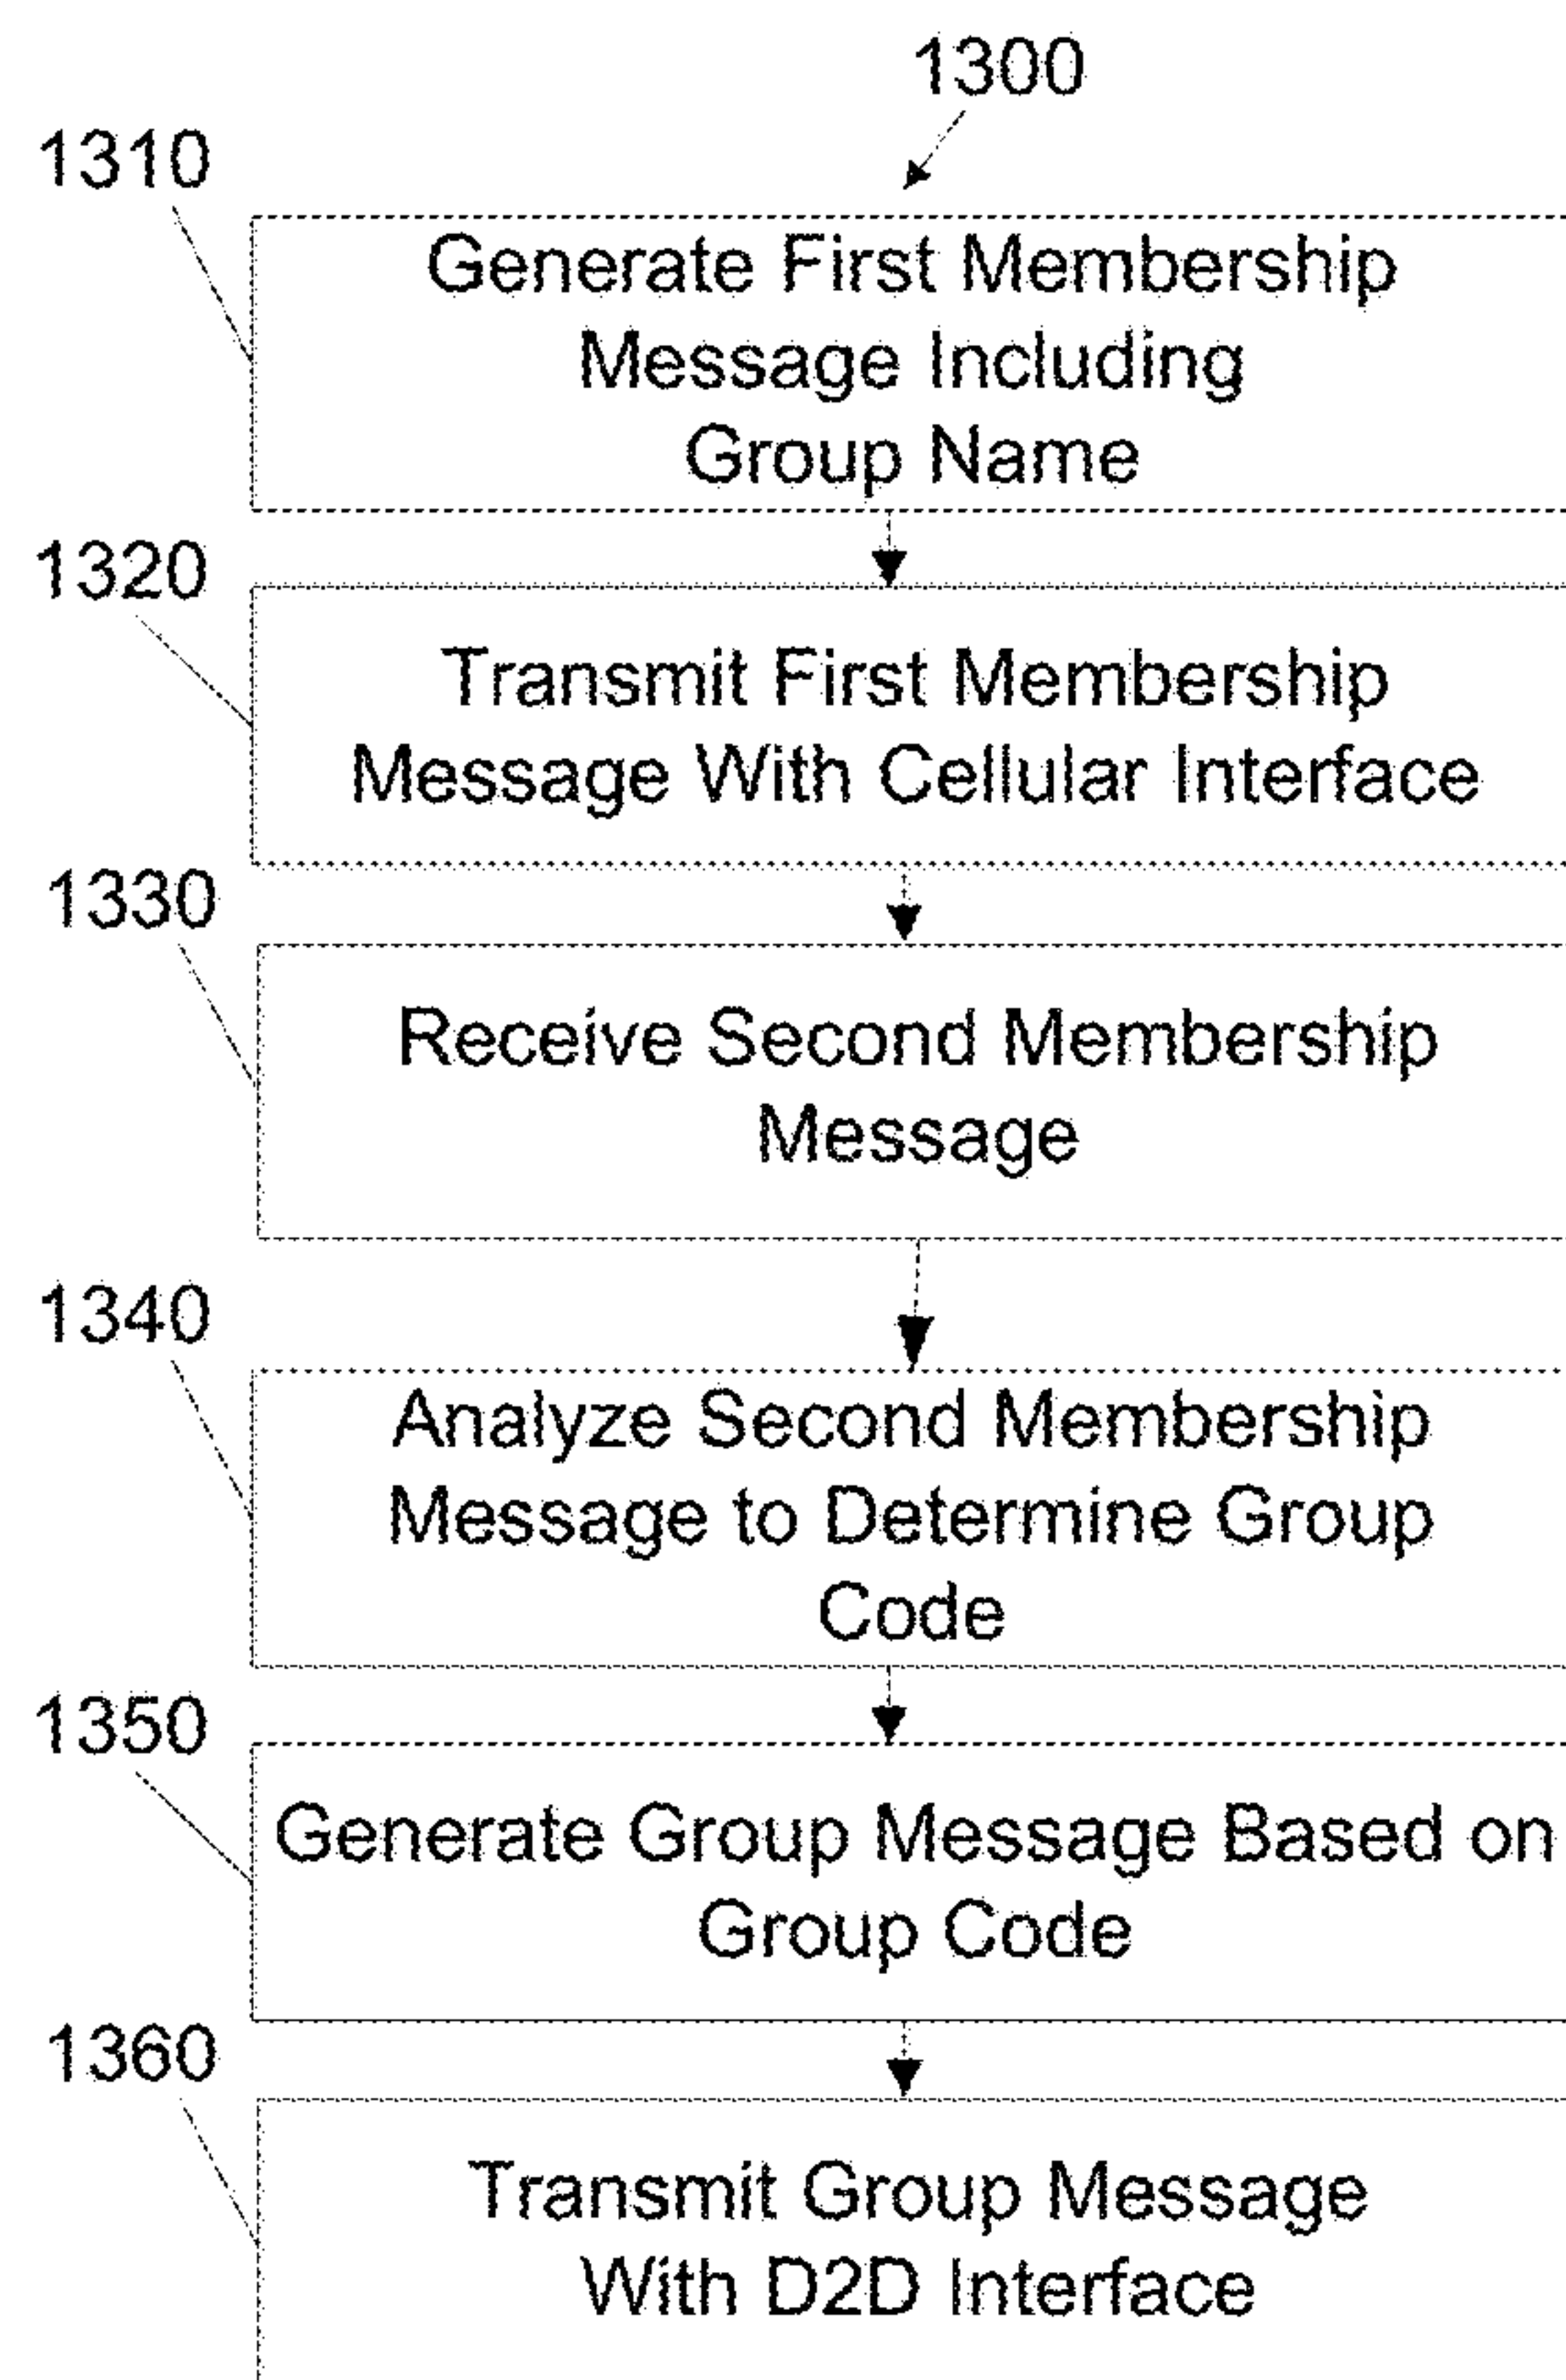 1300
1310
Generate First Membership
Message Including
Group Name
1320
Transmit First Membership
Message With Cellular Interface
1330
Receive Second Membership
Message
1340
Analyze Second Membership
Message to Determine Group
Code
1350
Generate Group Message Based on
Group Code
1360
Transmit Group Message
With D2D Interface